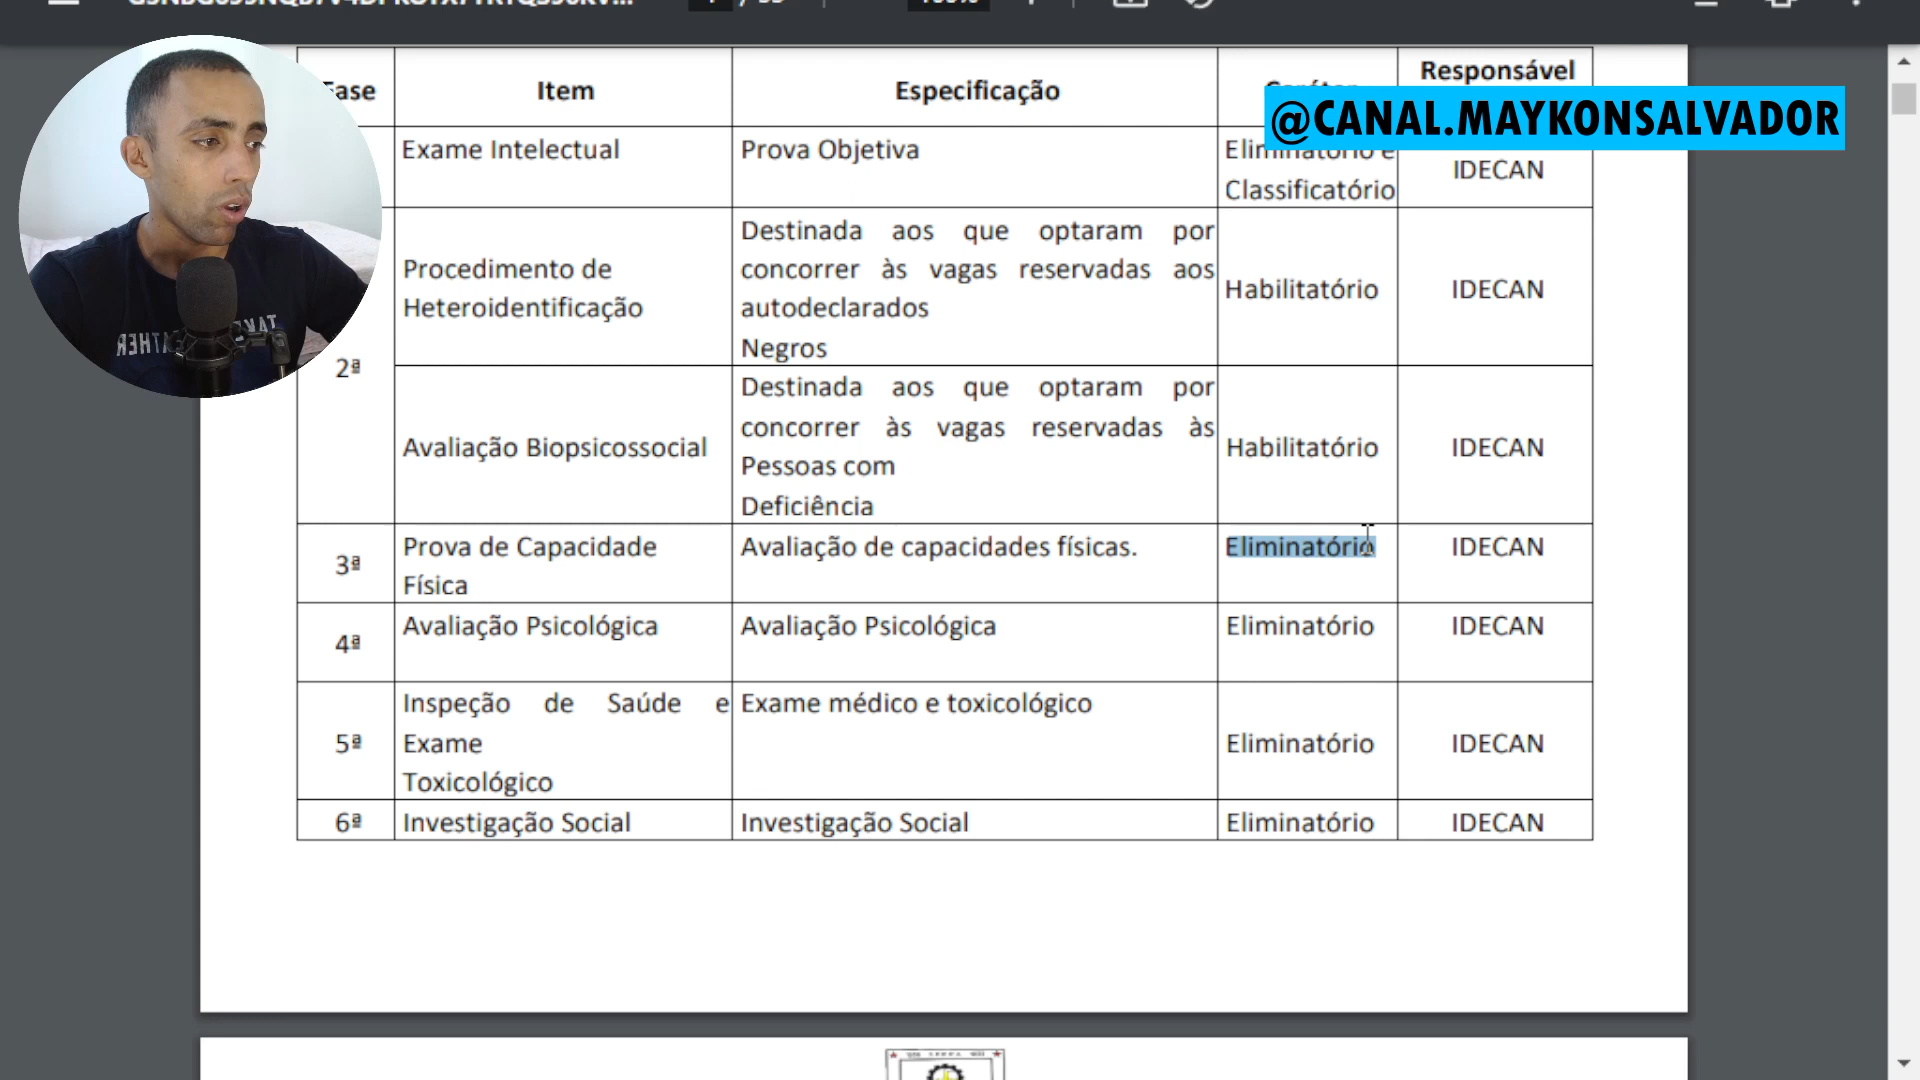 Fase
Item
Especificação
Responsável
@CANAL.MAYKONSALVADOR
Exame Intelectual
Prova Objetiva
Eliminatório e
Classificatório
IDECAN
2ª
Procedimento de
Heteroidentificação
Destinada aos que optaram por
concorrer às vagas reservadas aos
autodeclarados
Negros
Habilitatório
IDECAN
Avaliação Biopsicossocial
Destinada aos que optaram por
concorrer às vagas reservadas às
Pessoas com
Deficiência
Habilitatório
IDECAN
3ª
Prova de Capacidade
Física
Avaliação de capacidades físicas.
Eliminatório
IDECAN
4ª
Avaliação Psicológica
Avaliação Psicológica
Eliminatório
IDECAN
5ª
Inspeção de Saúde e
Exame
Toxicológico
Exame médico e toxicológico
Eliminatório
IDECAN
6ª
Investigação Social
Investigação Social
Eliminatório
IDECAN